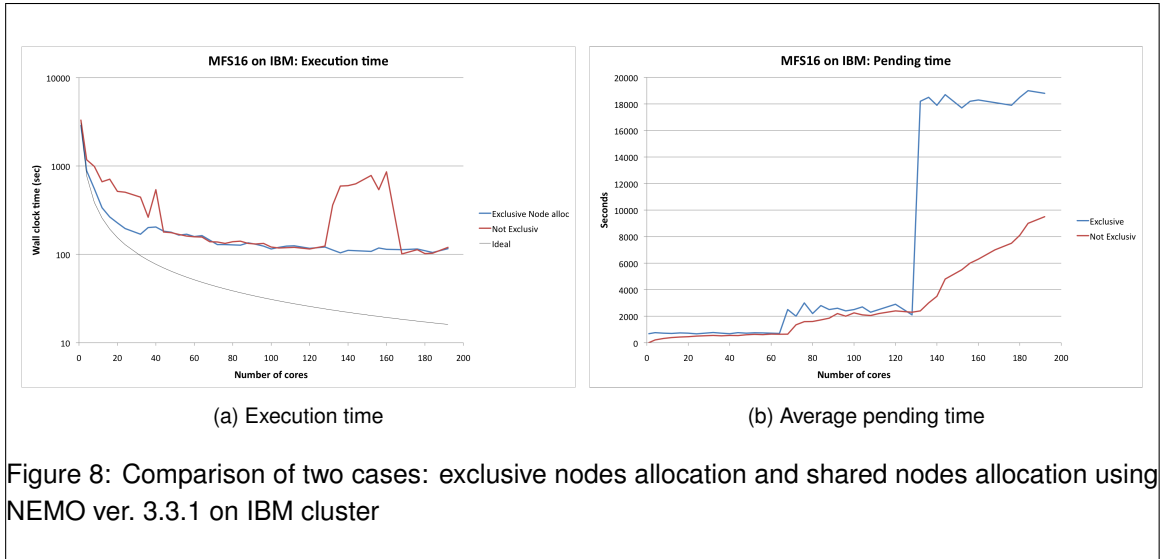 MFS16 on IBM: Execution time
10000
1000
100
10
Wall clock time (sec)
0 20 40 60 80 100 120 140 160 180 200
Number of cores
Exclusive Node alloc
Not Exclusiv
Ideal
(a) Execution time
MFS16 on IBM: Pending time
20000
18000
16000
14000
12000
10000
8000
6000
4000
2000
0
Seconds
0 20 40 60 80 100 120 140 160 180 200
Number of cores
Exclusive
Not Exclusiv
(b) Average pending time
Figure 8: Comparison of two cases: exclusive nodes allocation and shared nodes allocation using
NEMO ver. 3.3.1 on IBM cluster